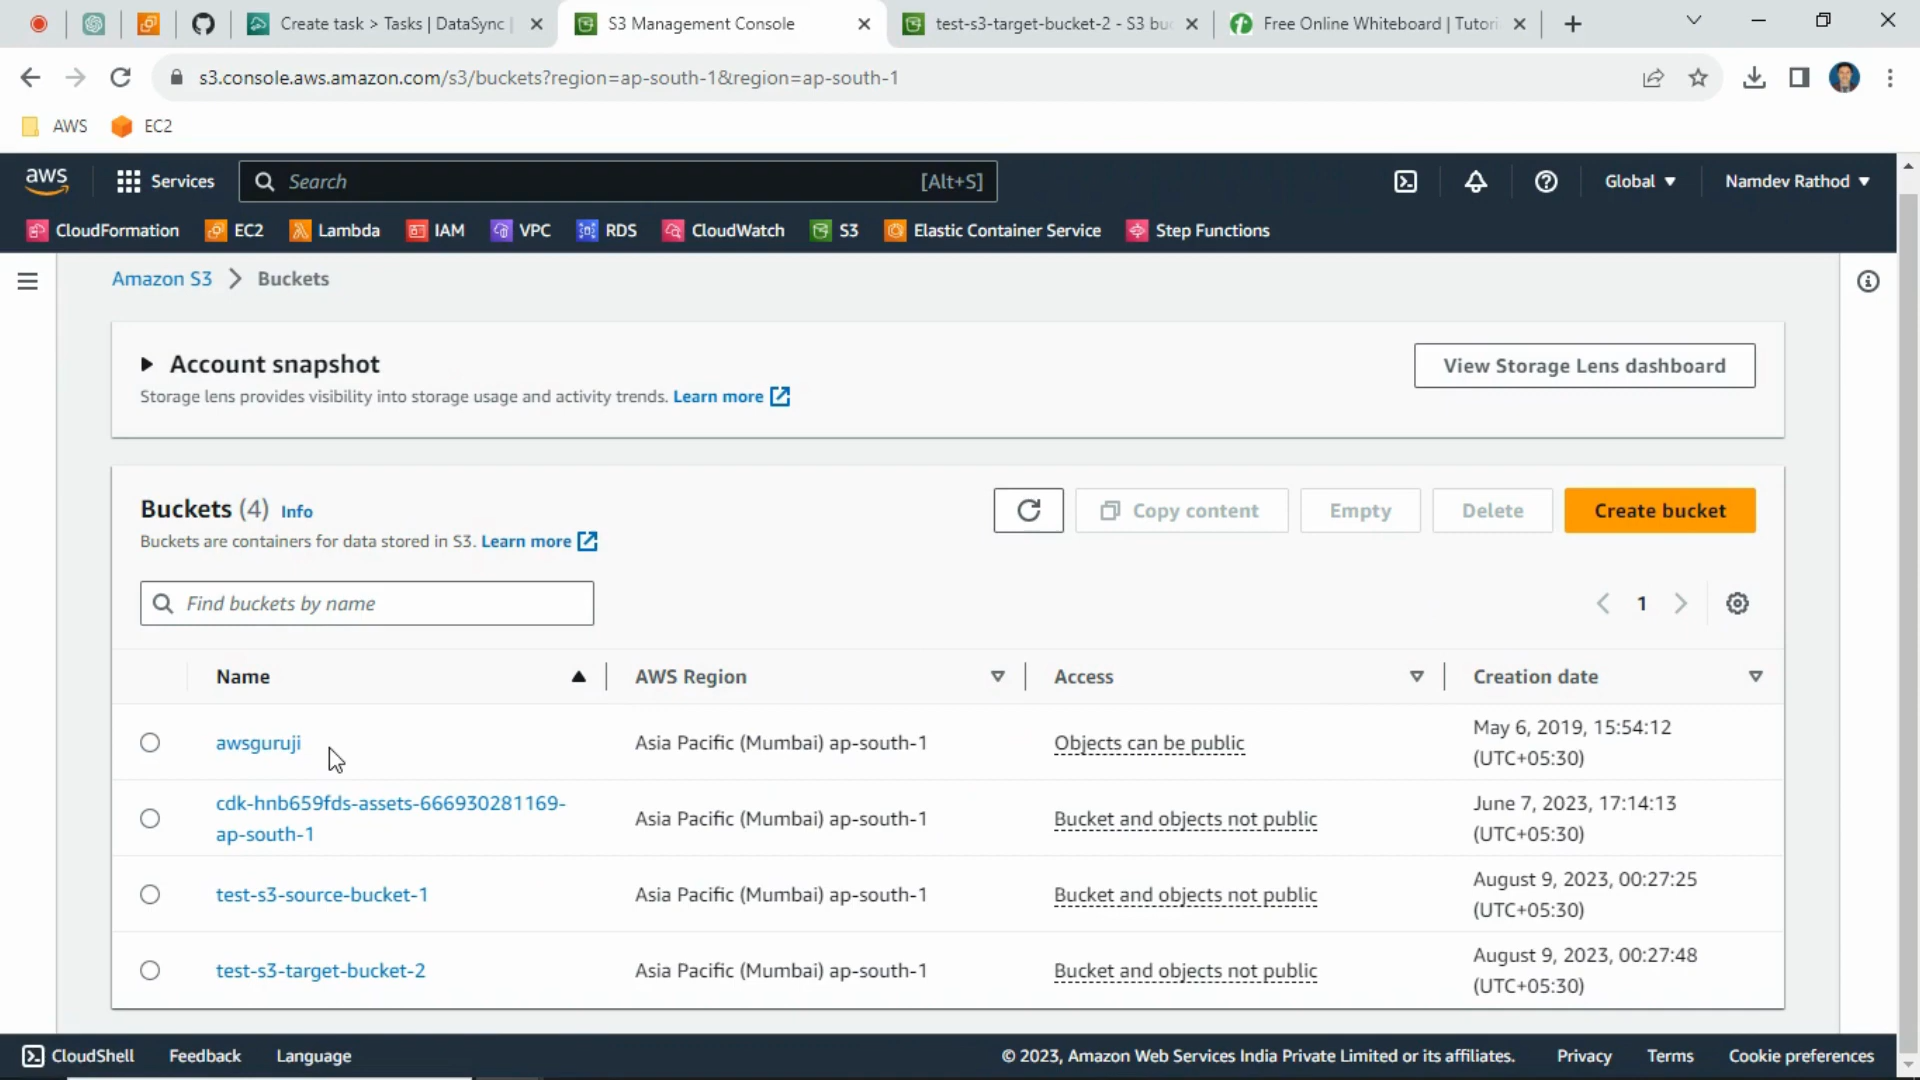 Create task > Tasks | DataSync |
S3 Management Console
test-s3-target-bucket-2 - S3 buc
Free Online Whiteboard | Tutori
s3.console.aws.amazon.com/s3/buckets?region=ap-south-1&region=ap-south-1
AWS EC2
aws Services Search [Alt+S] Global Namdev Rathod
CloudFormation EC2 Lambda IAM VPC RDS CloudWatch S3 Elastic Container Service Step Functions
Amazon S3 > Buckets
Account snapshot
View Storage Lens dashboard
Storage lens provides visibility into storage usage and activity trends. Learn more
Buckets (4) Info
Copy content Empty Delete Create bucket
Buckets are containers for data stored in S3. Learn more
Find buckets by name
1
Name AWS Region Access Creation date
awsguruji Asia Pacific (Mumbai) ap-south-1 Objects can be public May 6, 2019, 15:54:12
(UTC+05:30)
cdk-hnb659fds-assets-666930281169-
ap-south-1
Asia Pacific (Mumbai) ap-south-1 Bucket and objects not public June 7, 2023, 17:14:13
(UTC+05:30)
test-s3-source-bucket-1 Asia Pacific (Mumbai) ap-south-1 Bucket and objects not public August 9, 2023, 00:27:25
(UTC+05:30)
test-s3-target-bucket-2 Asia Pacific (Mumbai) ap-south-1 Bucket and objects not public August 9, 2023, 00:27:48
(UTC+05:30)
CloudShell Feedback Language © 2023, Amazon Web Services India Private Limited or its affiliates. Privacy Terms Cookie preferences